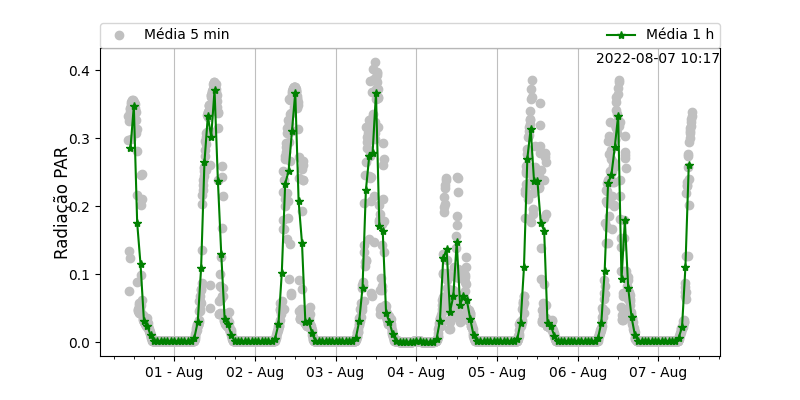 Média 5 min Média 1 h
2022-08-07 10:17
Radiação PAR
0.4
0.3
0.2
0.1
0.0
01 - Aug 02 - Aug 03 - Aug 04 - Aug 05 - Aug 06 - Aug 07 - Aug